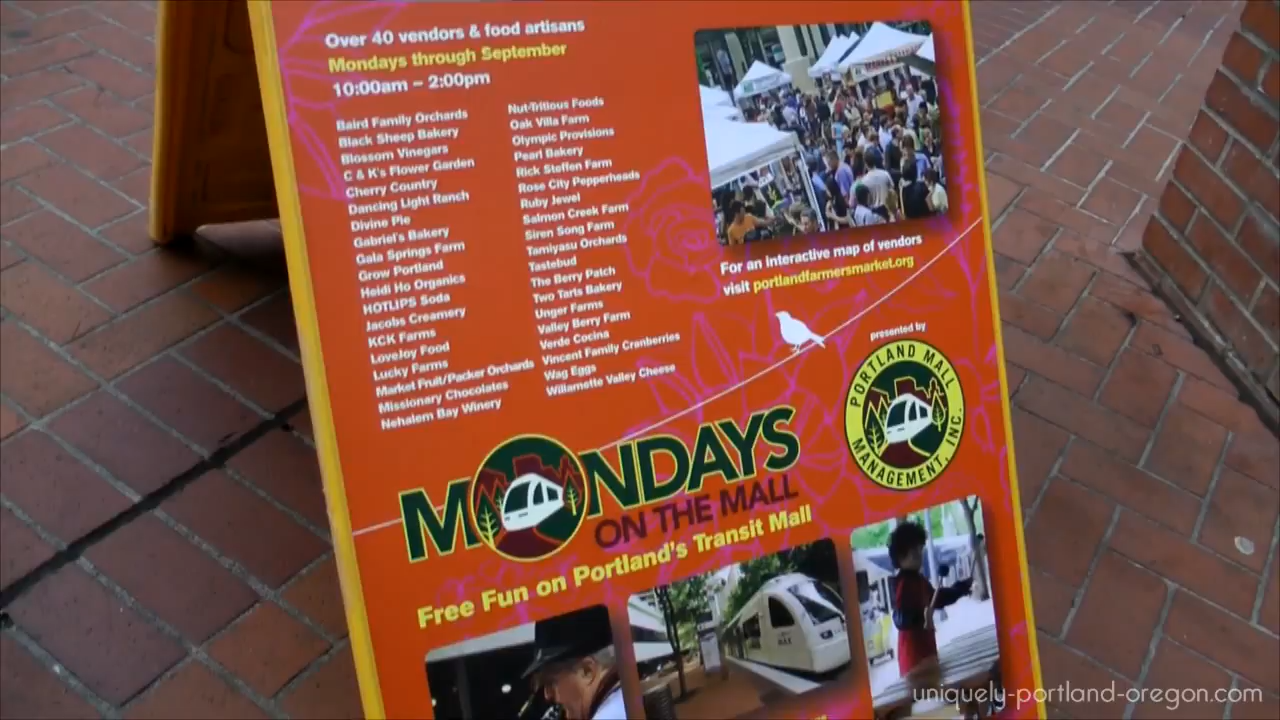 Over 40 vendors & food artisans
Mondays through September
10:00am – 2:00pm
Baird Family Orchards
Black Sheep Bakery
Blossom Vinegars
C & K's Flower Garden
Cherry Country
Dancing Light Ranch
Divine Pie
Gabriel's Bakery
Gala Springs Farm
Grow Portland
Heidi Ho Organics
HOTLIPS Soda
Jacobs Creamery
KCK Farms
LoveJoy Food
Lucky Farms
Market Fruit/Packer Orchards
Missionary Chocolates
Nehalem Bay Winery
Nut-Tritious Foods
Oak Villa Farm
Olympic Provisions
Pearl Bakery
Rick Steffen Farm
Rose City Pepperheads
Ruby Jewel
Salmon Creek Farm
Siren Song Farm
Tamiyasu Orchards
Tastebud
The Berry Patch
Two Tarts Bakery
Unger Farms
Valley Berry Farm
Verde Cocina
Vincent Family Cranberries
Wag Eggs
Willamette Valley Cheese
For an interactive map of vendors
visit portlandfarmersmarket.org
presented by
PORTLAND MALL
MANAGEMENT, INC.
MONDAYS
ON THE MALL
Free Fun on Portland's Transit Mall
MAX
uniquely-portland-oregon.com